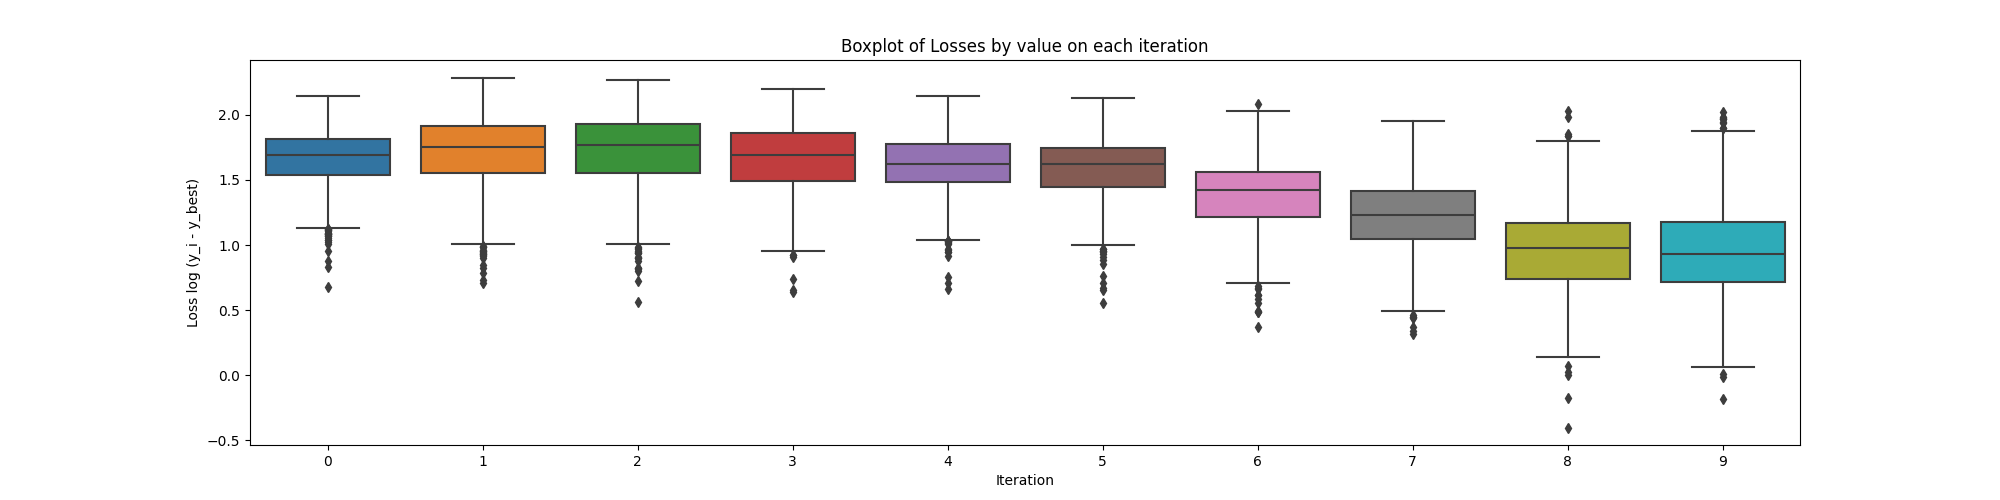 Boxplot of Losses by value on each iteration
Loss log (y_i - y_best)
2.0
1.5
1.0
0.5
0.0
−0.5
0 1 2 3 4 5 6 7 8 9
Iteration